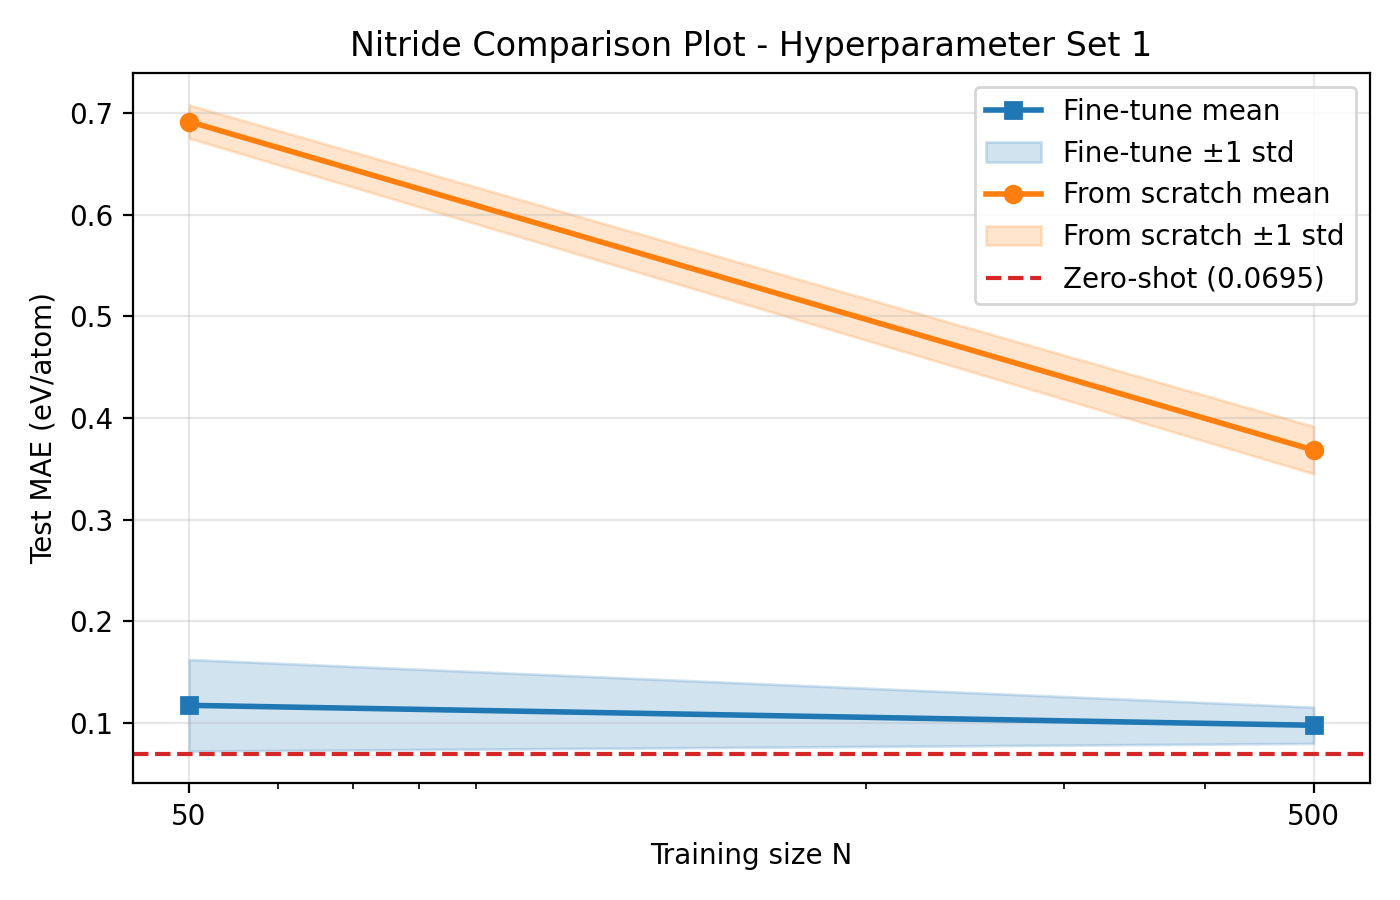 Nitride Comparison Plot - Hyperparameter Set 1
Fine-tune mean
Fine-tune ±1 std
From scratch mean
From scratch ±1 std
Zero-shot (0.0695)
Test MAE (eV/atom)
0.7
0.6
0.5
0.4
0.3
0.2
0.1
50
500
Training size N